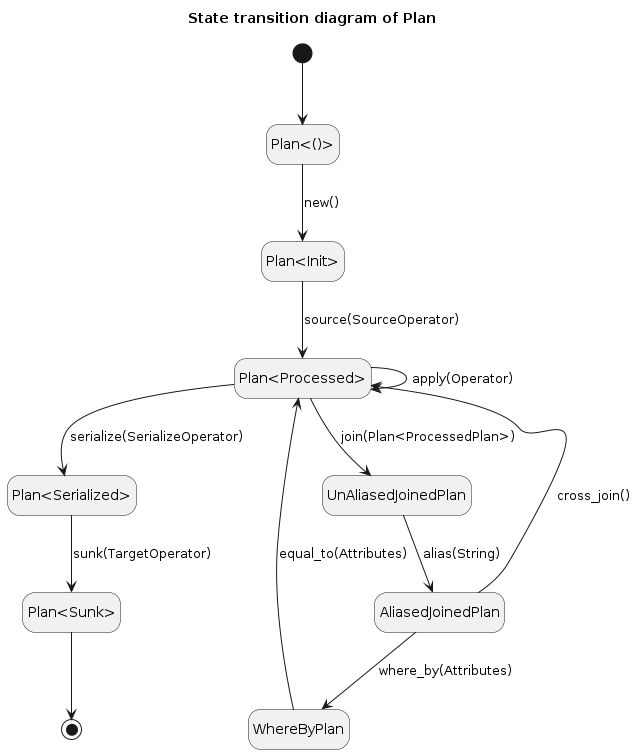 State transition diagram of Plan
Plan<()>
new()
Plan<Init>
source(SourceOperator)
Plan<Processed>
apply(Operator)
serialize(SerializeOperator)
join(Plan<ProcessedPlan>)
Plan<Serialized>
UnAliasedJoinedPlan
cross_join()
sunk(TargetOperator)
equal_to(Attributes)
alias(String)
Plan<Sunk>
AliasedJoinedPlan
where_by(Attributes)
WhereByPlan